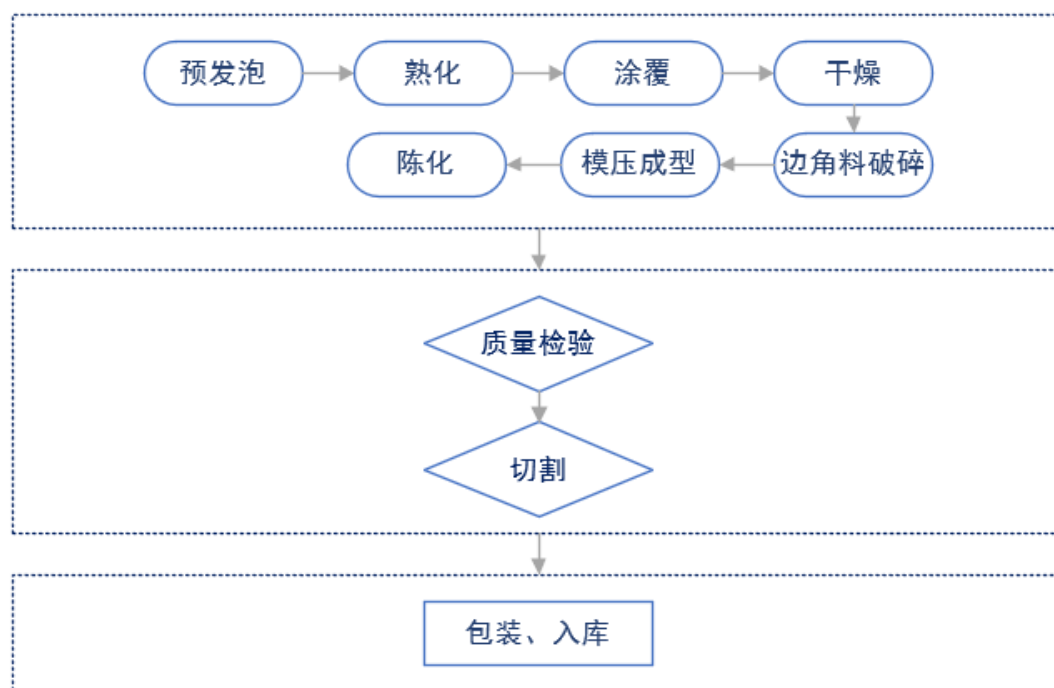 预发泡
熟化
涂覆
干燥
边角料破碎
模压成型
陈化
质量检验
切割
包装、入库